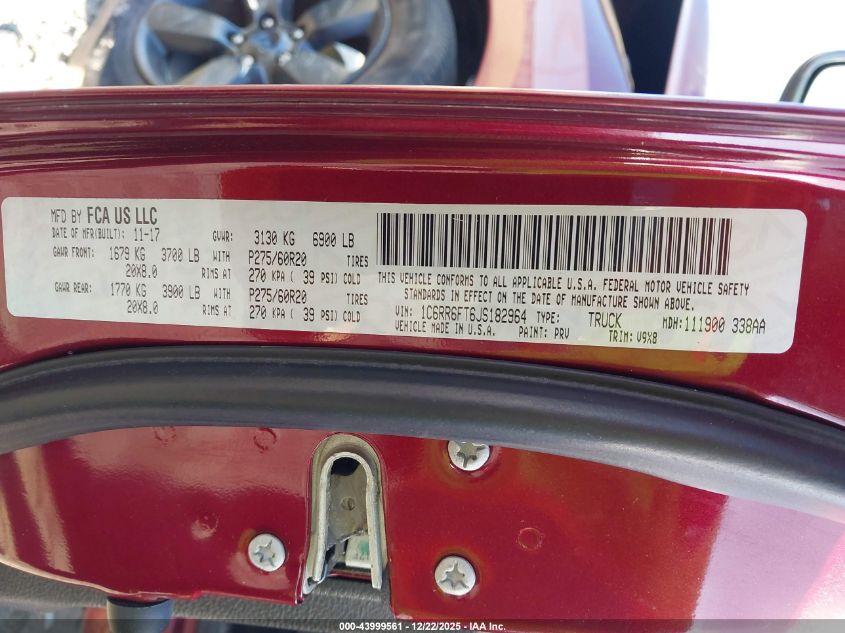 MFD BY FCA US LLC
DATE OF MFR(BUILT): 11-17 GVWR: 3130 KG 6900 LB
GAWR FRONT: 1679 KG 3700 LB WITH P275/60R20 TIRES
20X8.0 RIMS AT 270 KPA ( 39 PSI) COLD
GAWR REAR: 1770 KG 3900 LB WITH P275/60R20 TIRES
20X8.0 RIMS AT 270 KPA ( 39 PSI) COLD
THIS VEHICLE CONFORMS TO ALL APPLICABLE U.S.A. FEDERAL MOTOR VEHICLE SAFETY
STANDARDS IN EFFECT ON THE DATE OF MANUFACTURE SHOWN ABOVE.
VIN: 1C6RR6FT6JS182964 TYPE: TRUCK MDH:111900 338AA
VEHICLE MADE IN U.S.A. PAINT: PRV TRIM: V9X8
000-43999561 - 12/22/2025 - IAA Inc.